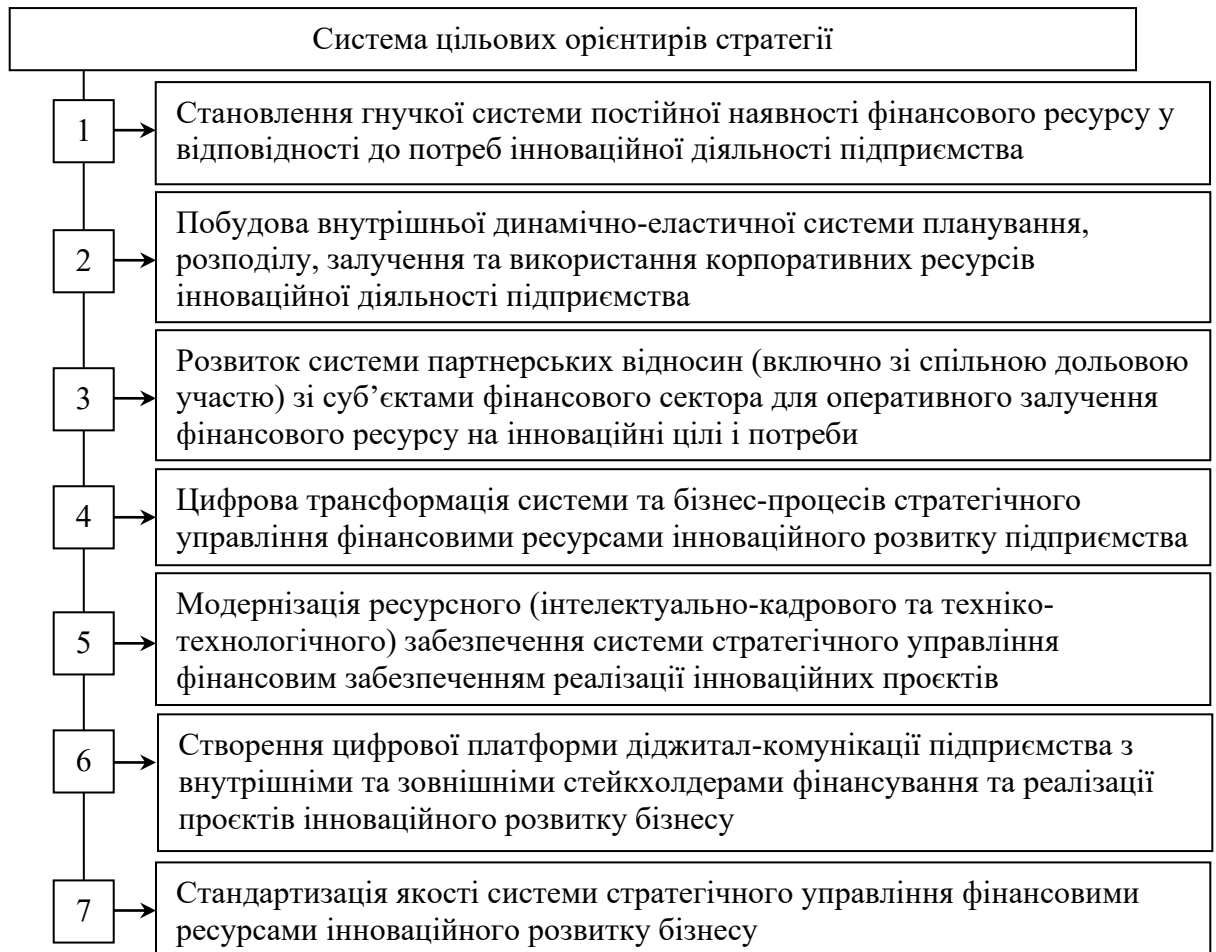 Система цільових орієнтирів стратегії
1
Становлення гнучкої системи постійної наявності фінансового ресурсу у
відповідності до потреб інноваційної діяльності підприємства
2
Побудова внутрішньої динамічно-еластичної системи планування,
розподілу, залучення та використання корпоративних ресурсів
інноваційної діяльності підприємства
3
Розвиток системи партнерських відносин (включно зі спільною дольовою
участю) зі суб’єктами фінансового сектора для оперативного залучення
фінансового ресурсу на інноваційні цілі і потреби
4
Цифрова трансформація системи та бізнес-процесів стратегічного
управління фінансовими ресурсами інноваційного розвитку підприємства
5
Модернізація ресурсного (інтелектуально-кадрового та техніко-
технологічного) забезпечення системи стратегічного управління
фінансовим забезпеченням реалізації інноваційних проєктів
6
Створення цифрової платформи діджитал-комунікації підприємства з
внутрішніми та зовнішніми стейкхолдерами фінансування та реалізації
проєктів інноваційного розвитку бізнесу
7
Стандартизація якості системи стратегічного управління фінансовими
ресурсами інноваційного розвитку бізнесу